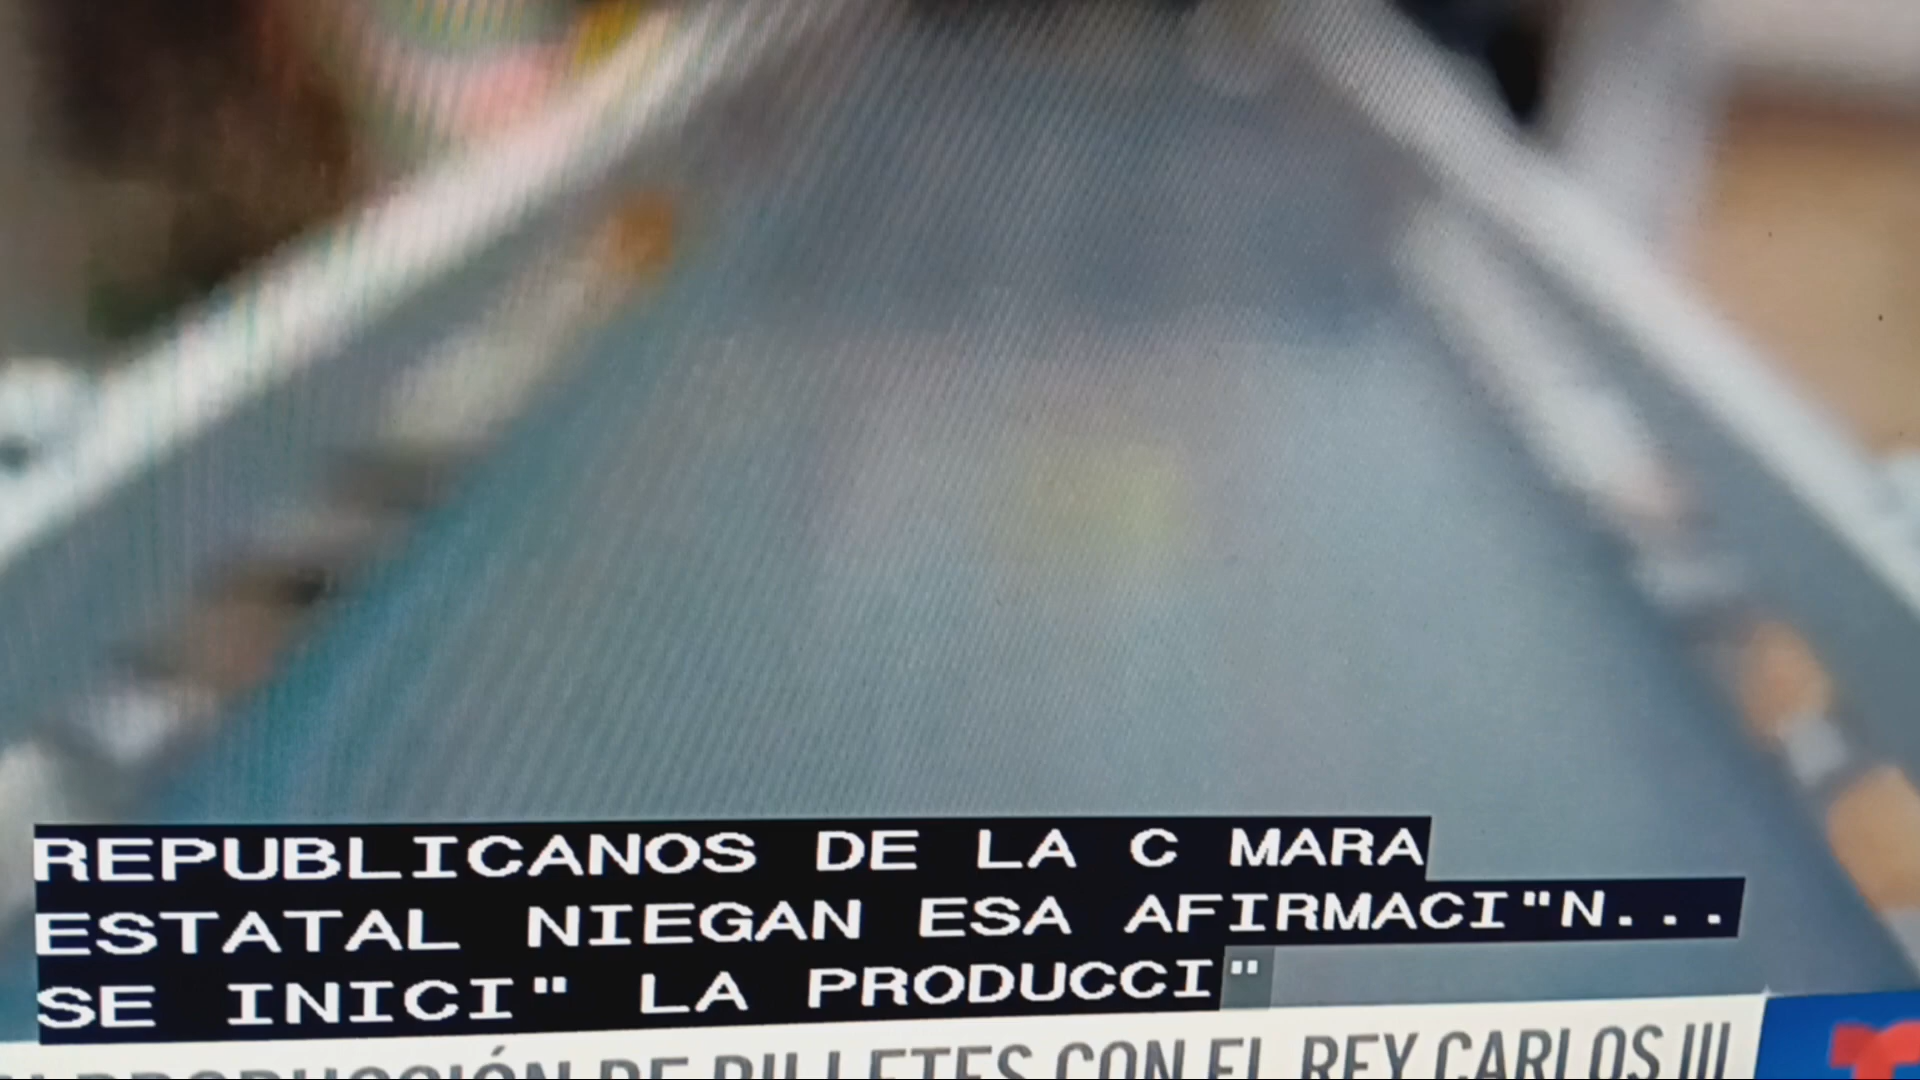 REPUBLICANOS DE LA C MARA
ESTATAL NIEGAN ESA AFIRMACI"N...
SE INICI" LA PRODUCCI"
PRODUCCIÓN DE BILLETES CON EL REY CARLOS III